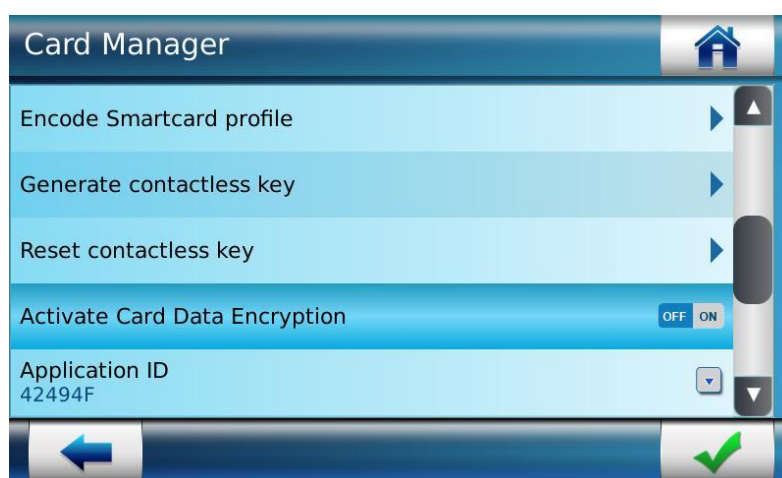 Card Manager
Encode Smartcard profile
Generate contactless key
Reset contactless key
Activate Card Data Encryption
OFF ON
Application ID
42494F